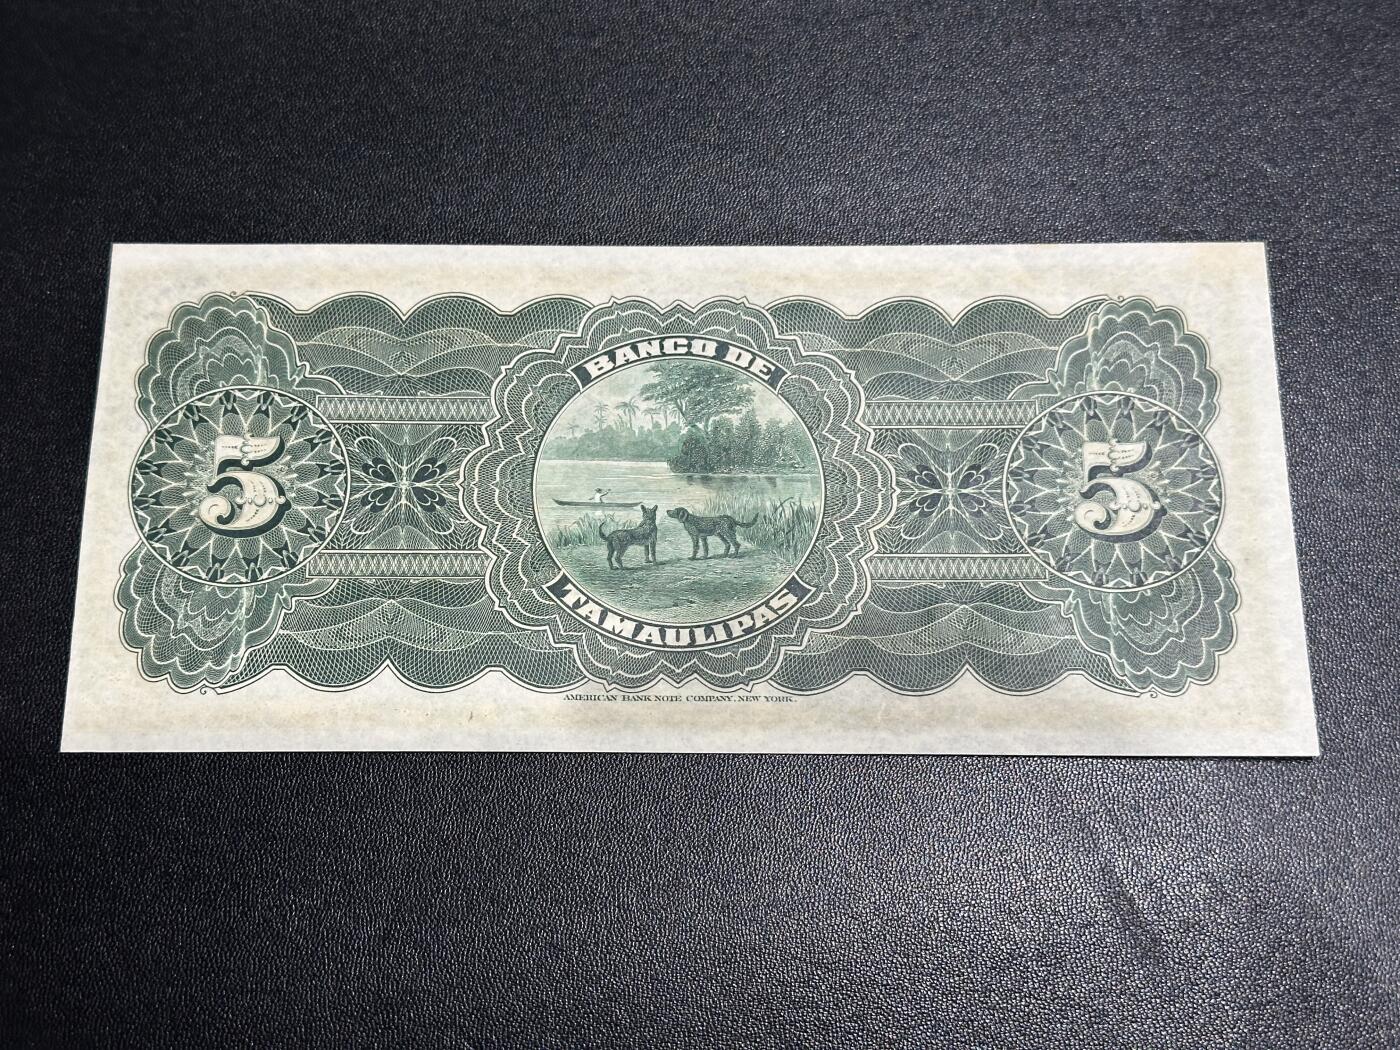 BANCO DE
5
5
TAMAULIPAS
AMERICAN BANK NOTE COMPANY, NEW YORK.